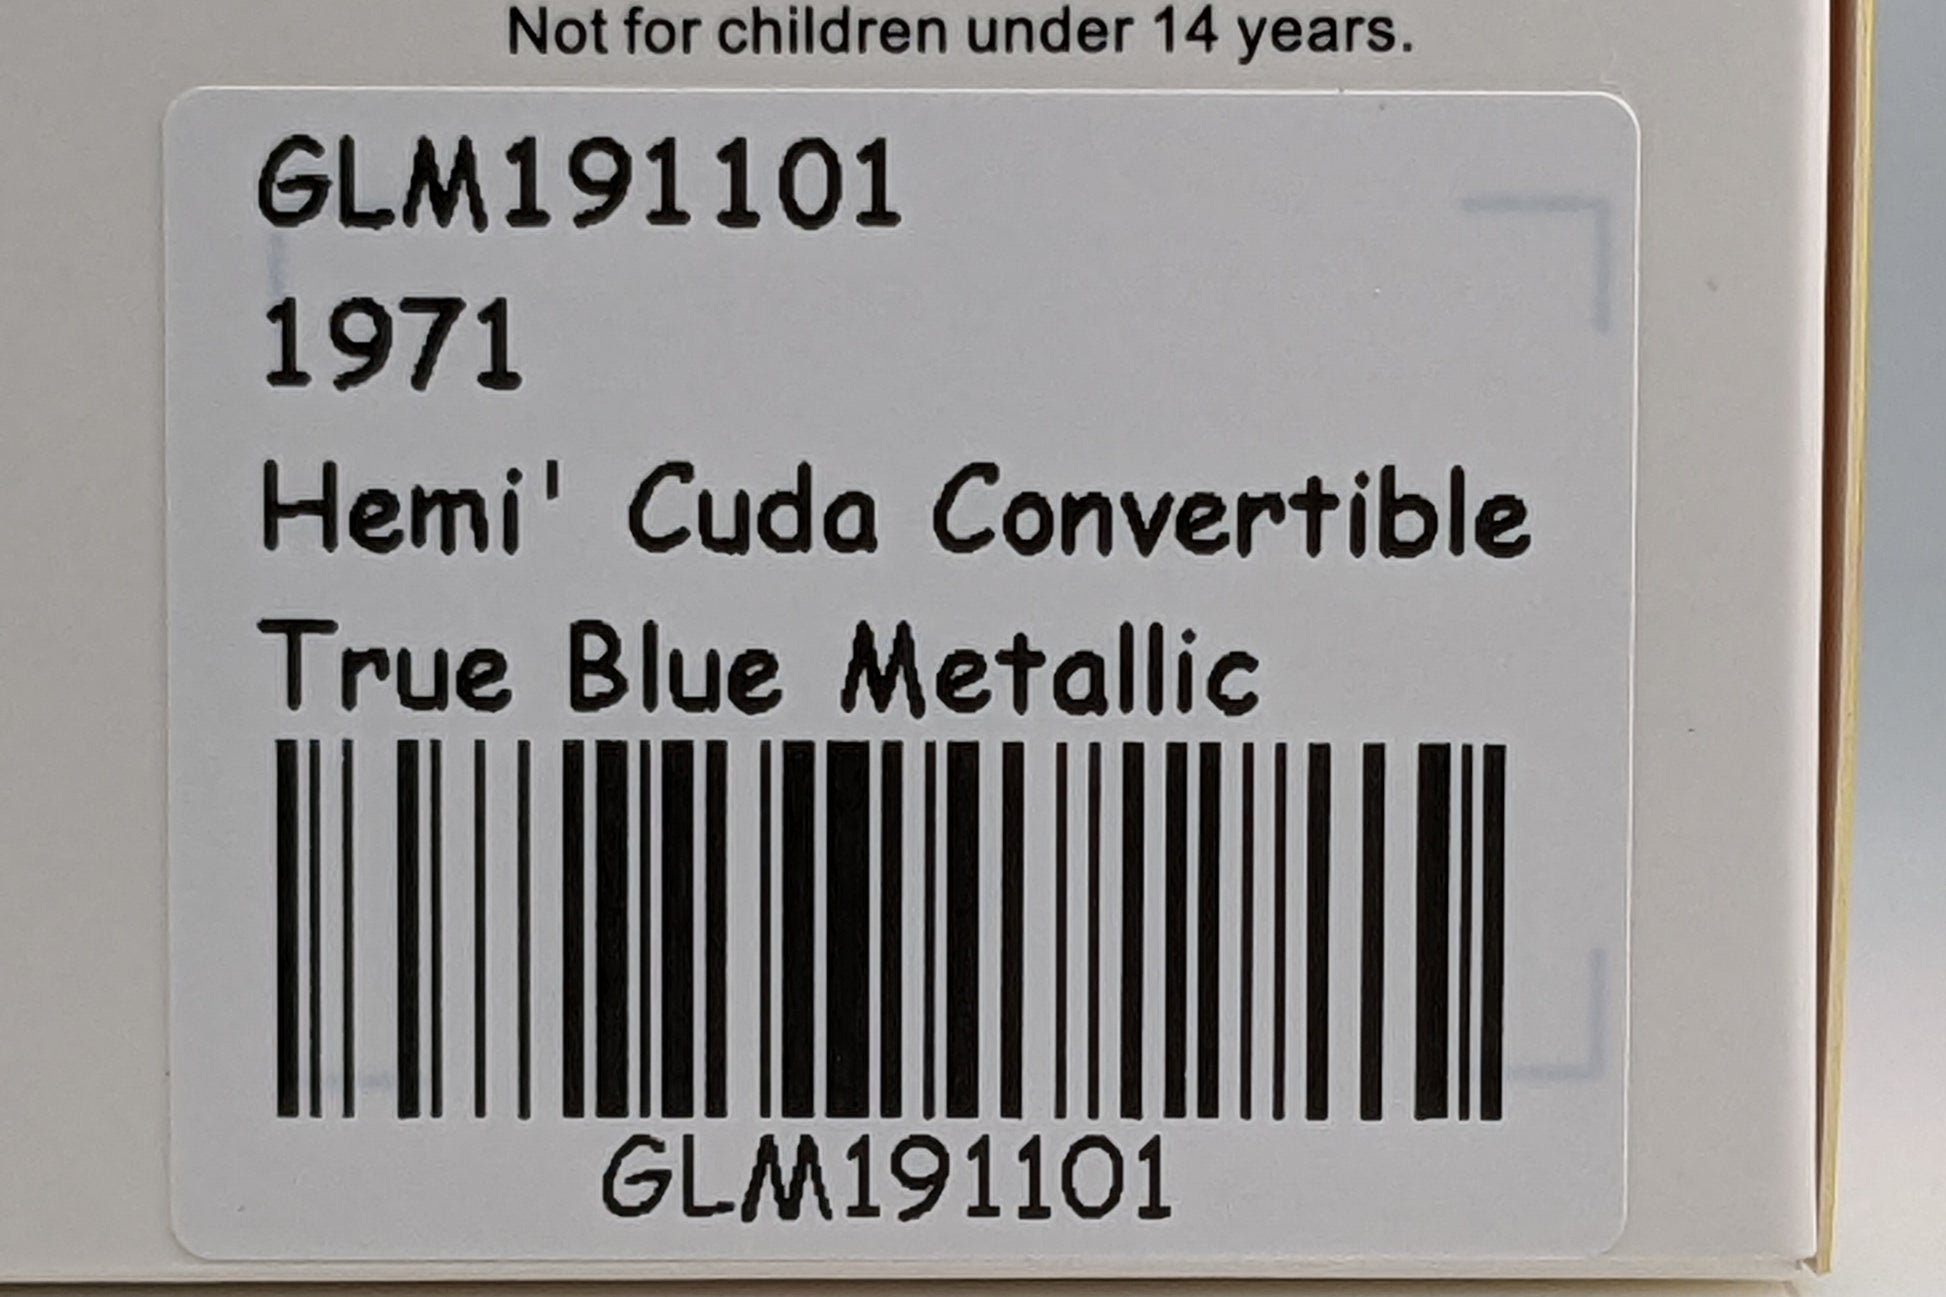 Not for children under 14 years.
GLM191101
1971
Hemi' Cuda Convertible
True Blue Metallic
GLM191101